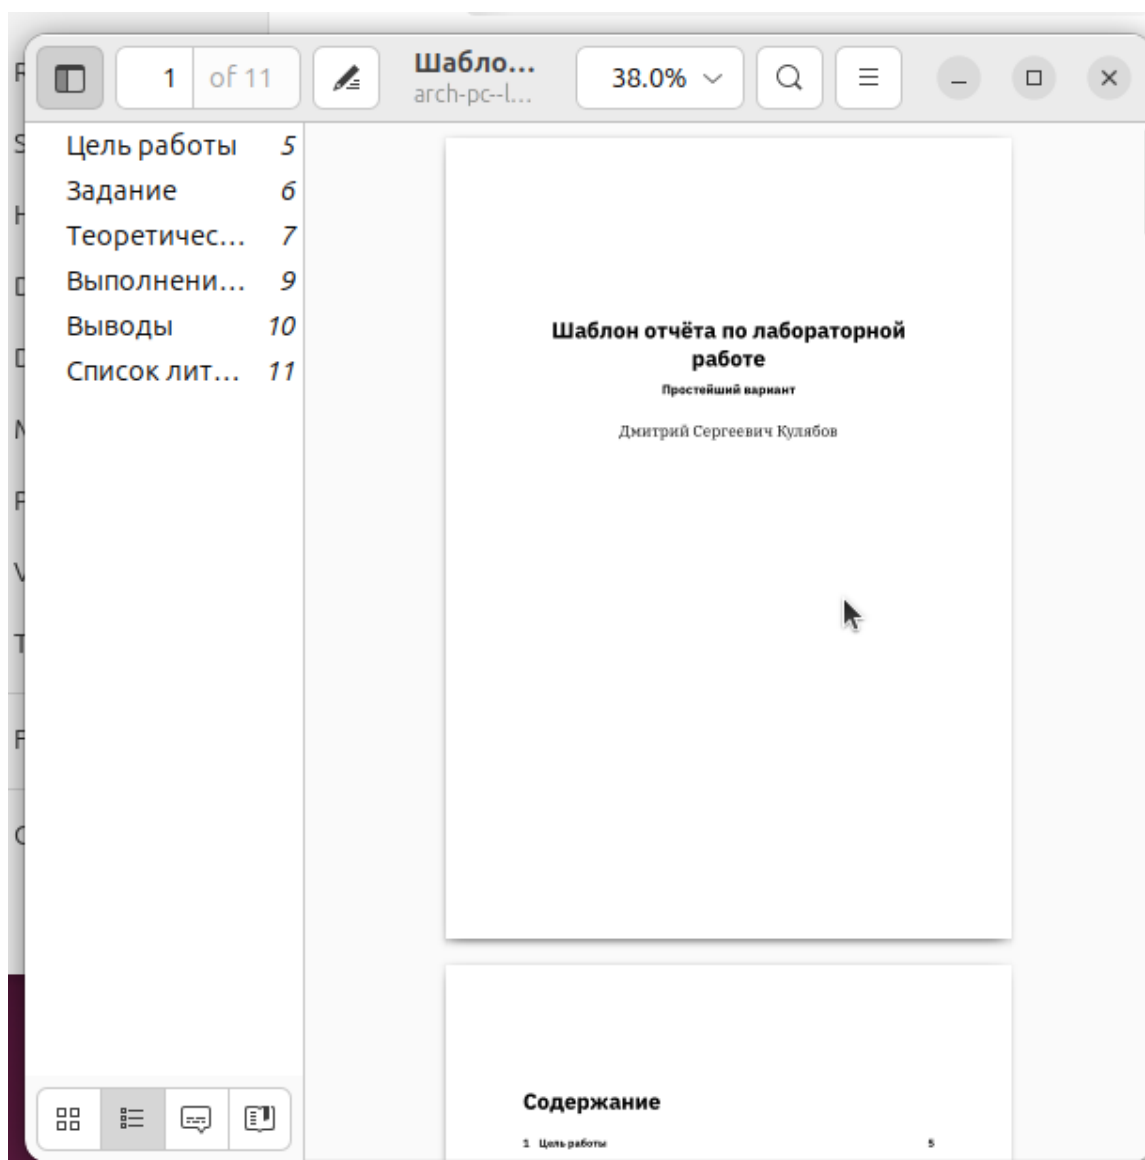 1 of 11
Шабло...
arch-pc--l...
38.0%
Цель работы 5
Задание 6
Теоретичес... 7
Выполнени... 9
Выводы 10
Список лит... 11
Шаблон отчёта по лабораторной
работе
Простейший вариант
Дмитрий Сергеевич Кулябов
Содержание
1 Цель работы 5